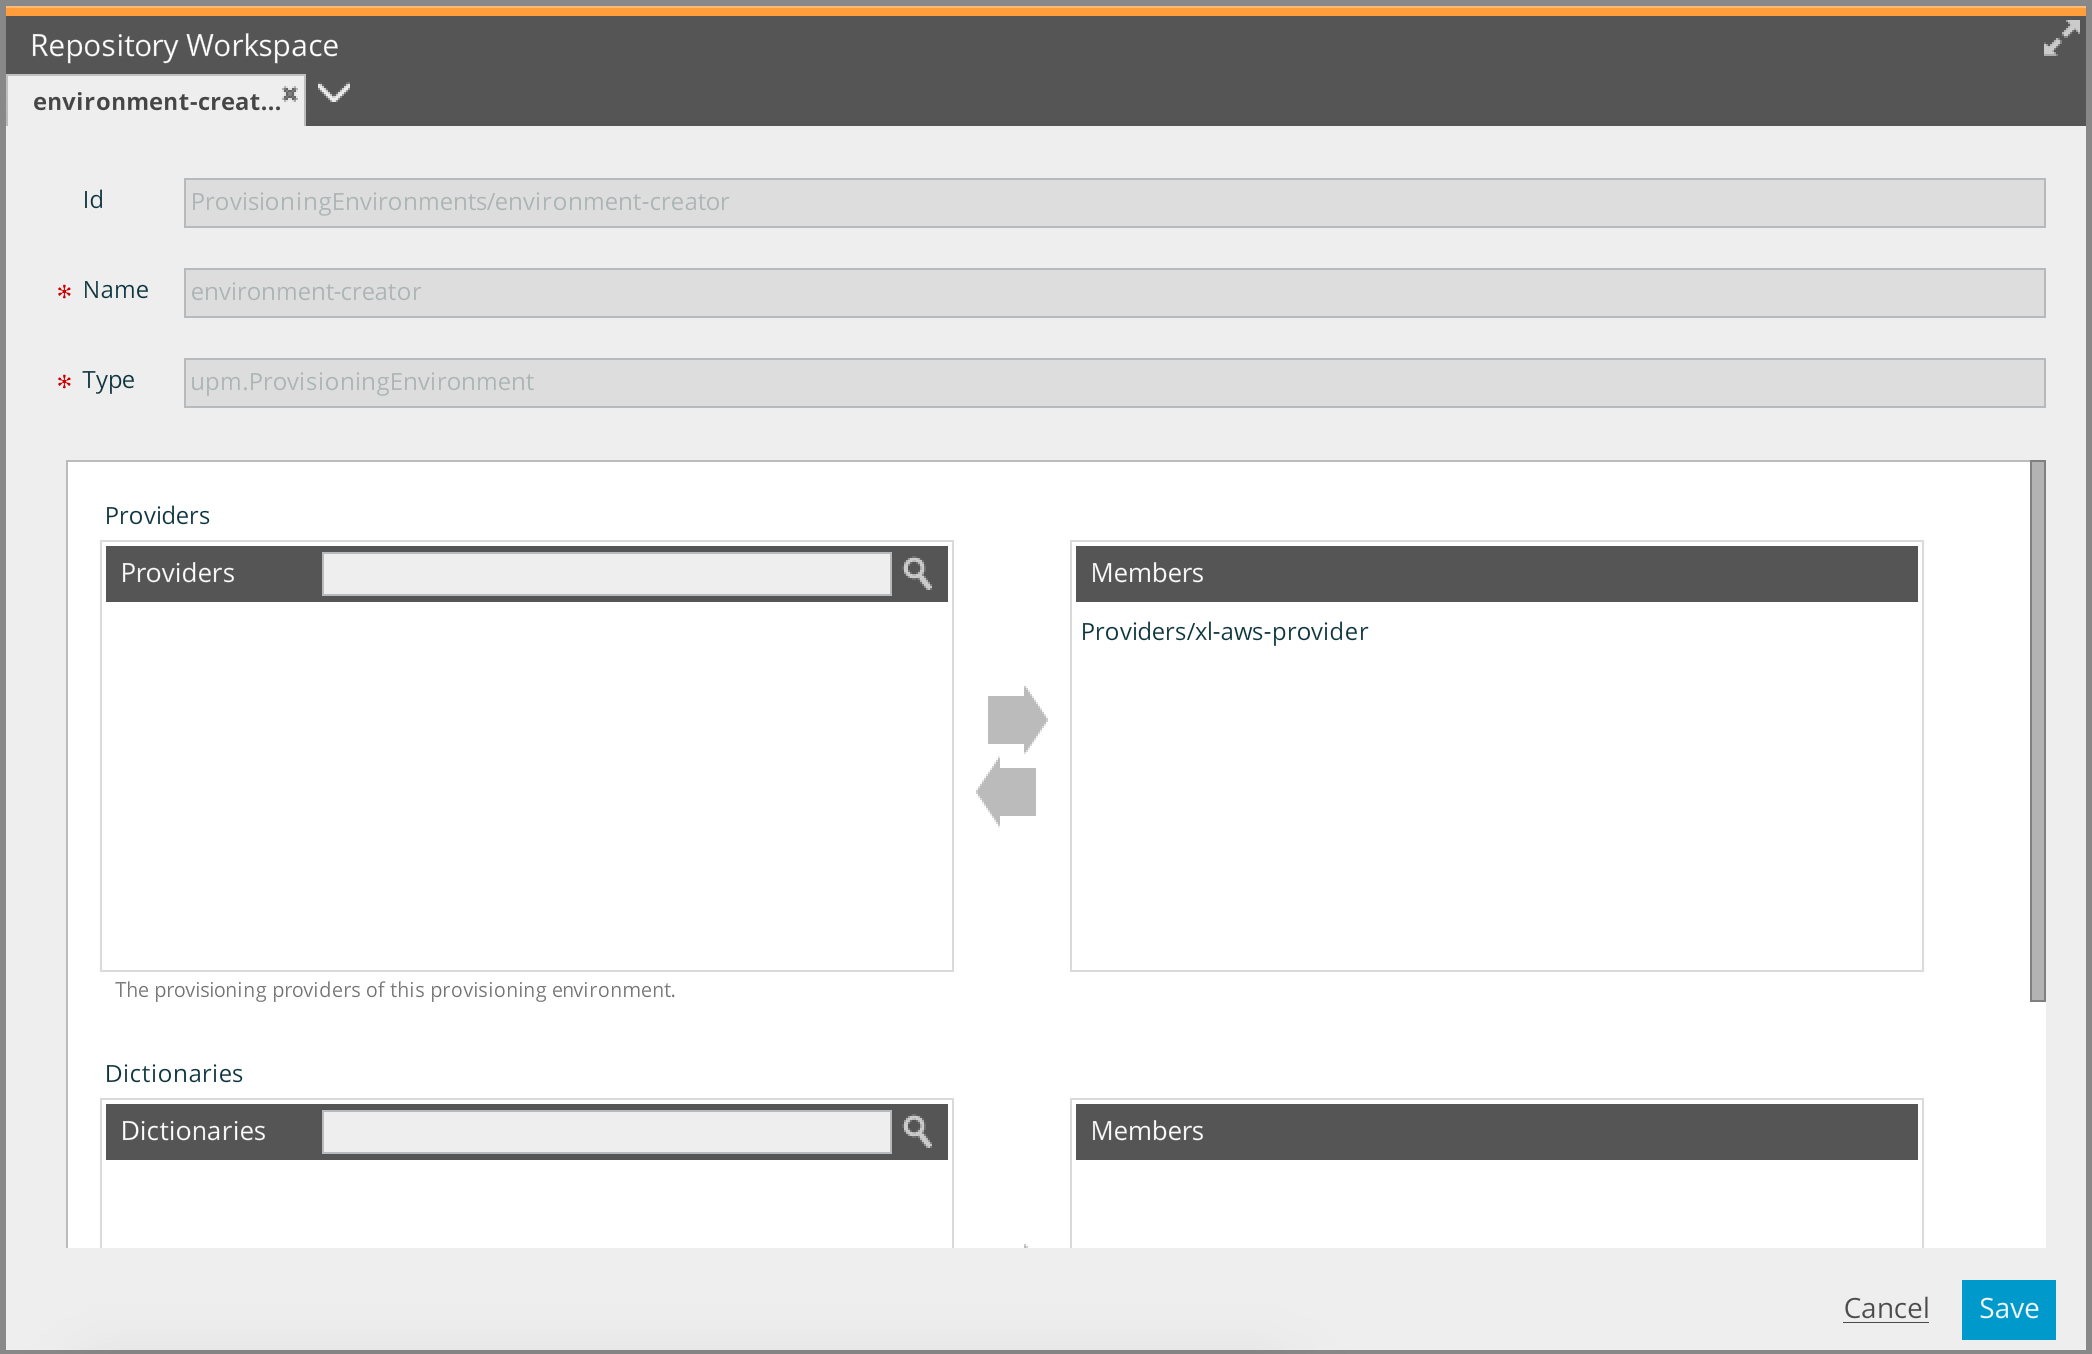 Repository Workspace
environment-creat...
Id
ProvisioningEnvironments/environment-creator
* Name
environment-creator
* Type
upm.ProvisioningEnvironment
Providers
Providers
Members
Providers/xl-aws-provider
The provisioning providers of this provisioning environment.
Dictionaries
Dictionaries
Members
Cancel
Save